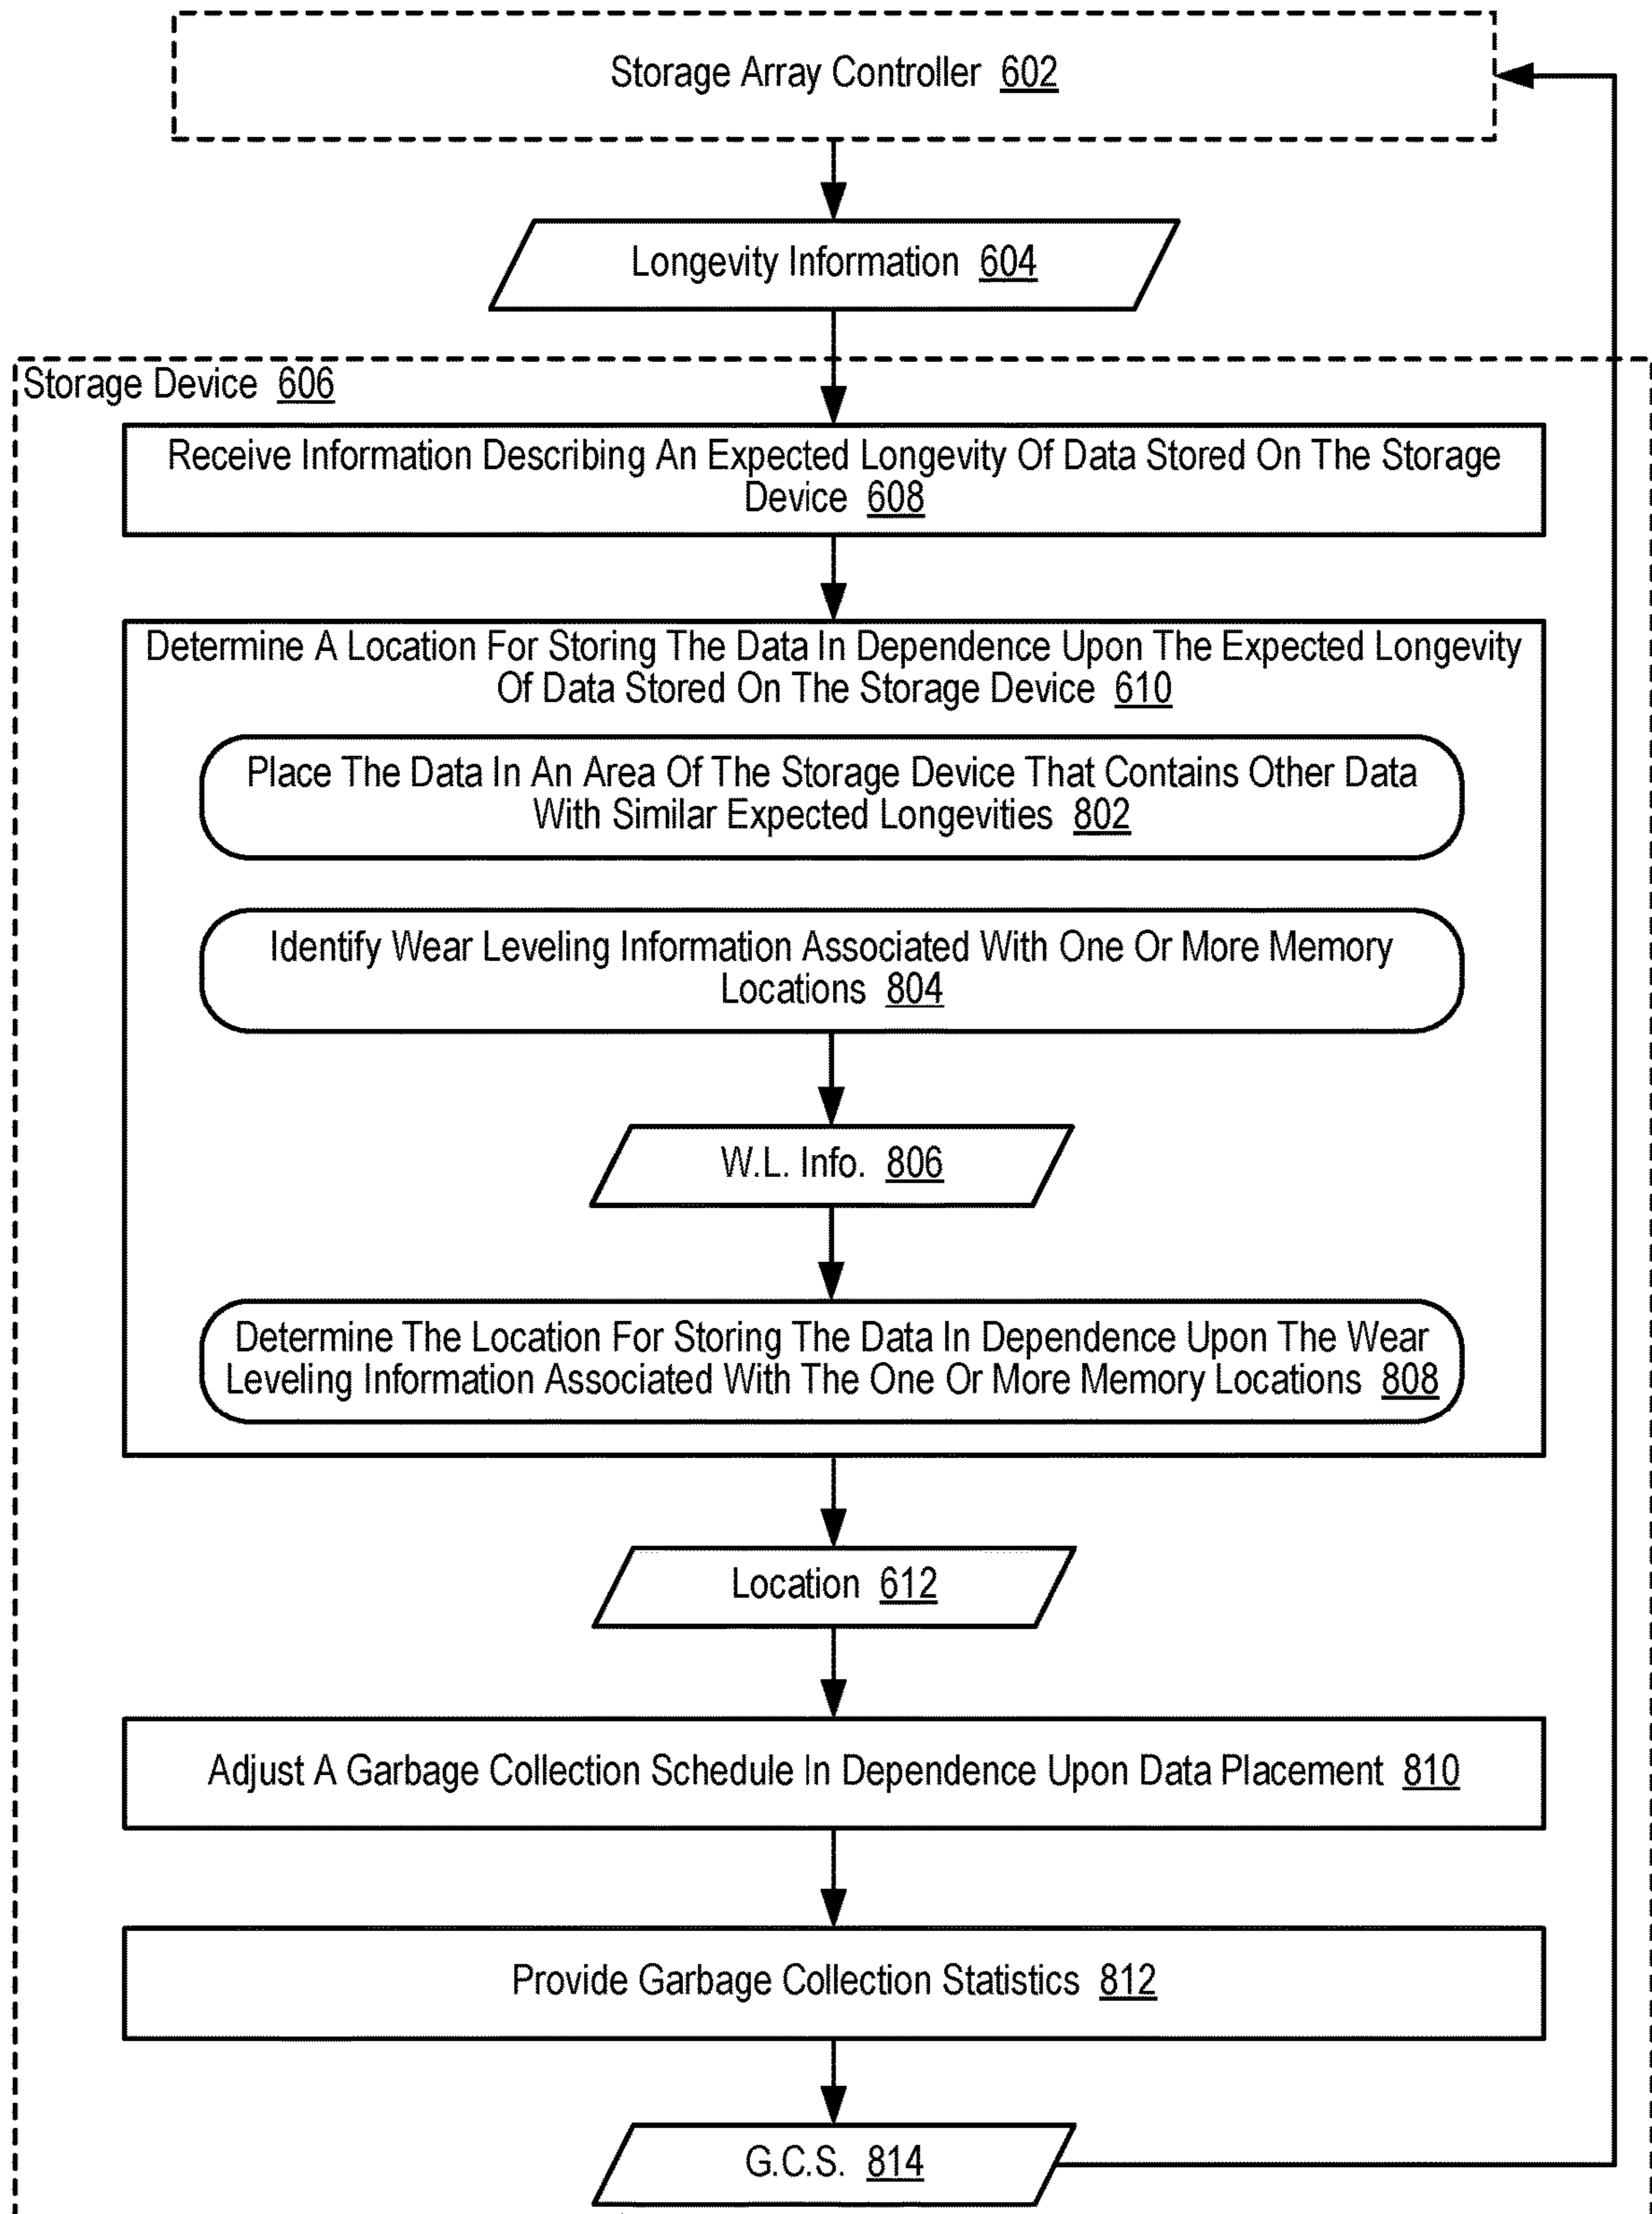 Storage Array Controller 602
Longevity Information 604
Storage Device 606
Receive Information Describing An Expected Longevity Of Data Stored On The Storage
Device 608
Determine A Location For Storing The Data In Dependence Upon The Expected Longevity
Of Data Stored On The Storage Device 610
Place The Data In An Area Of The Storage Device That Contains Other Data
With Similar Expected Longevities 802
Identify Wear Leveling Information Associated With One Or More Memory
Locations 804
W.L. Info. 806
Determine The Location For Storing The Data In Dependence Upon The Wear
Leveling Information Associated With The One Or More Memory Locations 808
Location 612
Adjust A Garbage Collection Schedule In Dependence Upon Data Placement 810
Provide Garbage Collection Statistics 812
G.C.S. 814